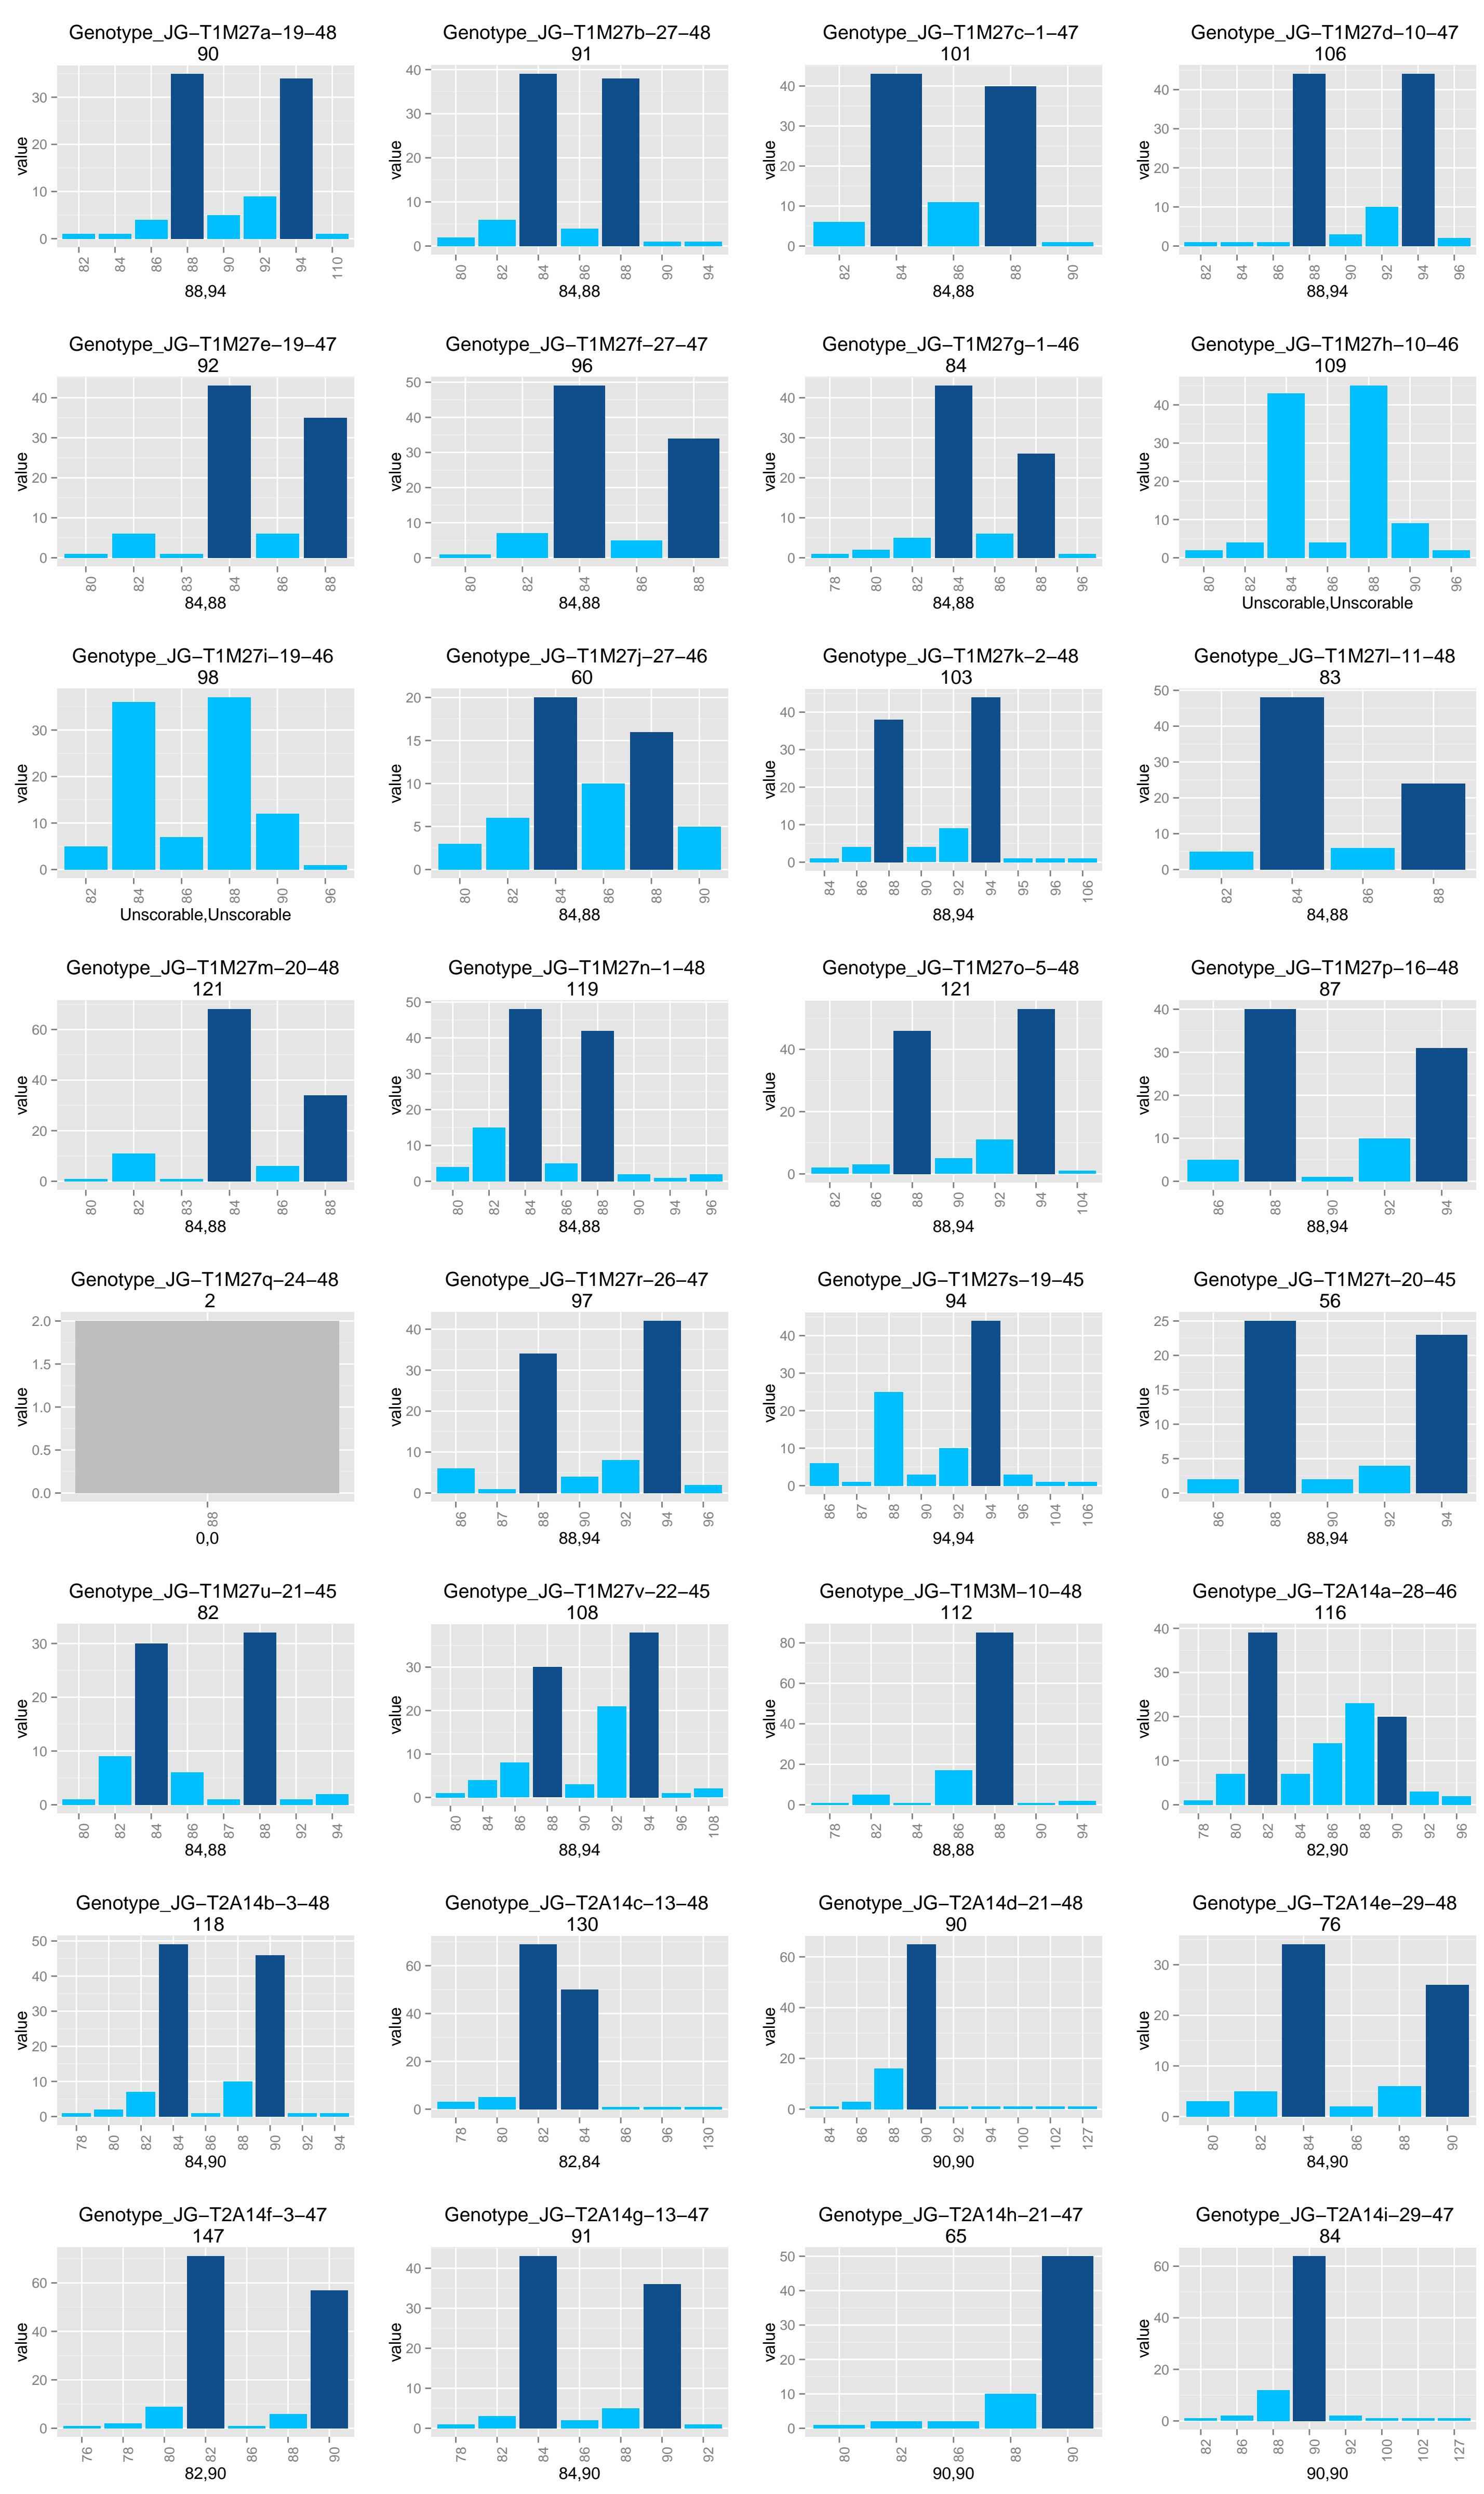 Genotype_JG−T1M27a−19−48
90
value
30
20
10
0
82 84 86 88 90 92 94 110
88,94
Genotype_JG−T1M27b−27−48
91
value
40
30
20
10
0
80 82 84 86 88 90 94
84,88
Genotype_JG−T1M27c−1−47
101
value
40
30
20
10
0
82 84 86 88 90
84,88
Genotype_JG−T1M27d−10−47
106
value
40
30
20
10
0
82 84 86 88 90 92 94 96
88,94
Genotype_JG−T1M27e−19−47
92
value
40
30
20
10
0
80 82 83 84 86 88
84,88
Genotype_JG−T1M27f−27−47
96
value
50
40
30
20
10
0
80 82 84 86 88
84,88
Genotype_JG−T1M27g−1−46
84
value
40
30
20
10
0
78 80 82 84 86 88 96
84,88
Genotype_JG−T1M27h−10−46
109
value
40
30
20
10
0
80 82 84 86 88 90 96
Unscorable,Unscorable
Genotype_JG−T1M27i−19−46
98
value
30
20
10
0
82 84 86 88 90 96
Unscorable,Unscorable
Genotype_JG−T1M27j−27−46
60
value
20
15
10
5
0
80 82 84 86 88 90
84,88
Genotype_JG−T1M27k−2−48
103
value
40
30
20
10
0
84 86 88 90 92 94 95 96 106
88,94
Genotype_JG−T1M27l−11−48
83
value
50
40
30
20
10
0
82 84 86 88
84,88
Genotype_JG−T1M27m−20−48
121
value
60
40
20
0
80 82 83 84 86 88
84,88
Genotype_JG−T1M27n−1−48
119
value
50
40
30
20
10
0
80 82 84 86 88 90 94 96
84,88
Genotype_JG−T1M27o−5−48
121
value
40
20
0
82 86 88 90 92 94 104
88,94
Genotype_JG−T1M27p−16−48
87
value
40
30
20
10
0
86 88 90 92 94
88,94
Genotype_JG−T1M27q−24−48
2
value
2.0
1.5
1.0
0.5
0.0
88
0,0
Genotype_JG−T1M27r−26−47
97
value
40
30
20
10
0
86 87 88 90 92 94 96
88,94
Genotype_JG−T1M27s−19−45
94
value
40
30
20
10
0
86 87 88 90 92 94 96 104 106
94,94
Genotype_JG−T1M27t−20−45
56
value
25
20
15
10
5
0
86 88 90 92 94
88,94
Genotype_JG−T1M27u−21−45
82
value
30
20
10
0
80 82 84 86 87 88 92 94
84,88
Genotype_JG−T1M27v−22−45
108
value
30
20
10
0
80 84 86 88 90 92 94 96 108
88,94
Genotype_JG−T1M3M−10−48
112
value
80
60
40
20
0
78 82 84 86 88 90 94
88,88
Genotype_JG−T2A14a−28−46
116
value
40
30
20
10
0
78 80 82 84 86 88 90 92 96
82,90
Genotype_JG−T2A14b−3−48
118
value
50
40
30
20
10
0
78 80 82 84 86 88 90 92 94
84,90
Genotype_JG−T2A14c−13−48
130
value
60
40
20
0
78 80 82 84 86 96 130
82,84
Genotype_JG−T2A14d−21−48
90
value
60
40
20
0
84 86 88 90 92 94 100 102 127
90,90
Genotype_JG−T2A14e−29−48
76
value
30
20
10
0
80 82 84 86 88 90
84,90
Genotype_JG−T2A14f−3−47
147
value
60
40
20
0
76 78 80 82 86 88 90
82,90
Genotype_JG−T2A14g−13−47
91
value
40
30
20
10
0
78 82 84 86 88 90 92
84,90
Genotype_JG−T2A14h−21−47
65
value
50
40
30
20
10
0
80 82 86 88 90
90,90
Genotype_JG−T2A14i−29−47
84
value
60
40
20
0
82 86 88 90 92 100 102 127
90,90